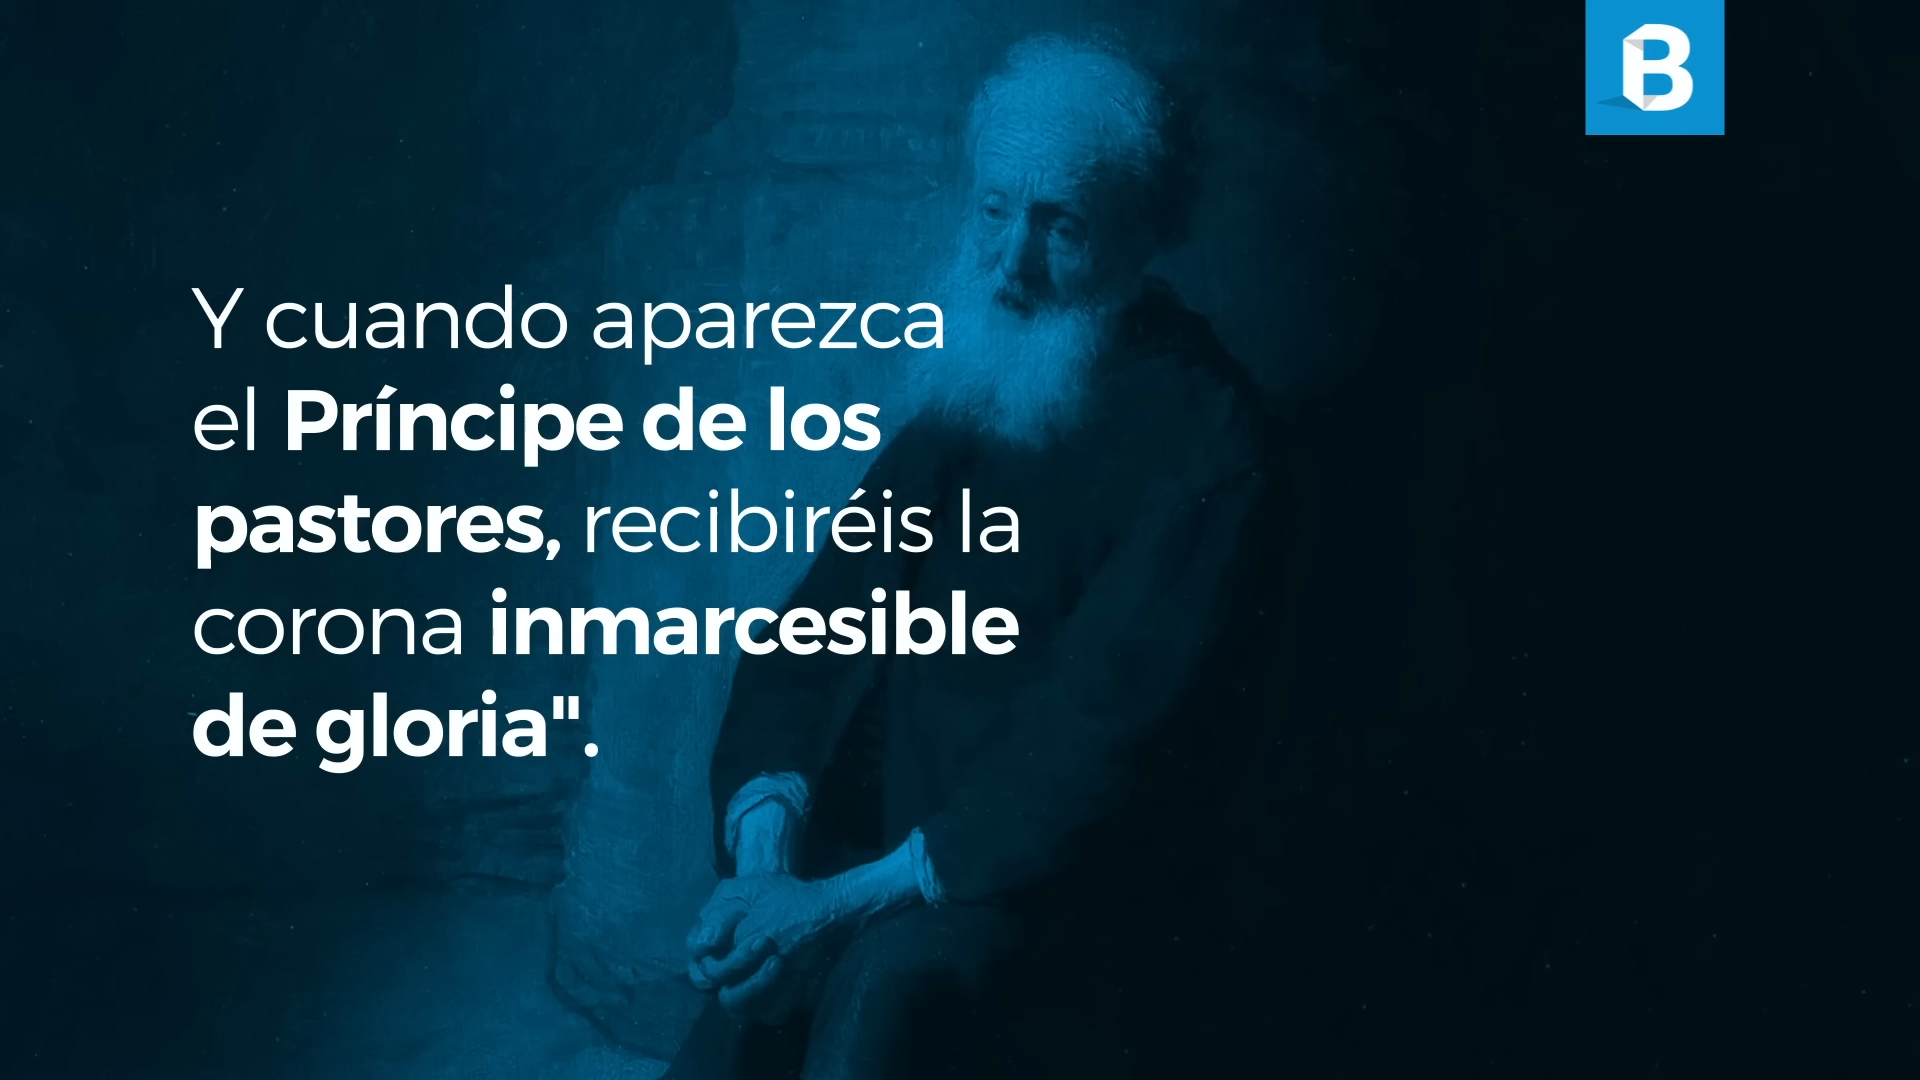 B
Y cuando aparezca
el Príncipe de los
pastores, recibiréis la
corona inmarcesible
de gloria".